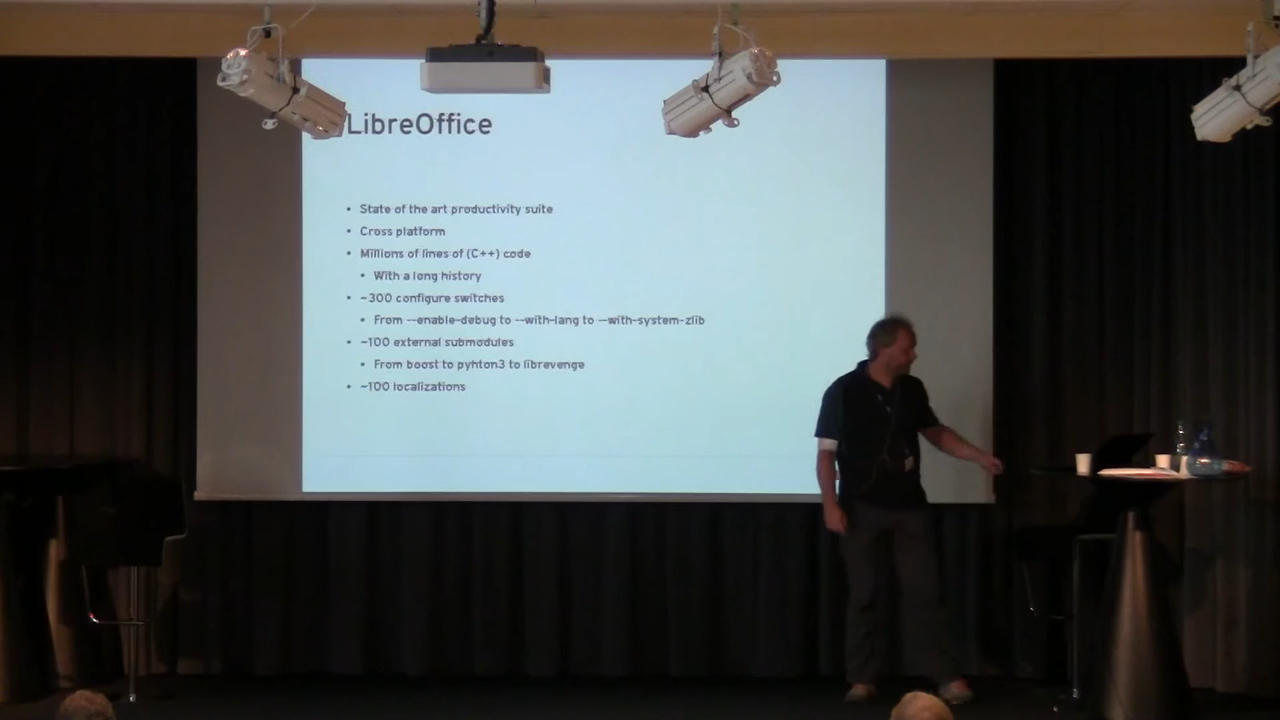 LibreOffice
• State of the art productivity suite
• Cross platform
• Millions of lines of (C++) code
• With a long history
• ~300 configure switches
• From --enable-debug to --with-lang to --with-system-zlib
• ~100 external submodules
• From boost to pyhton3 to librevenge
• ~100 localizations